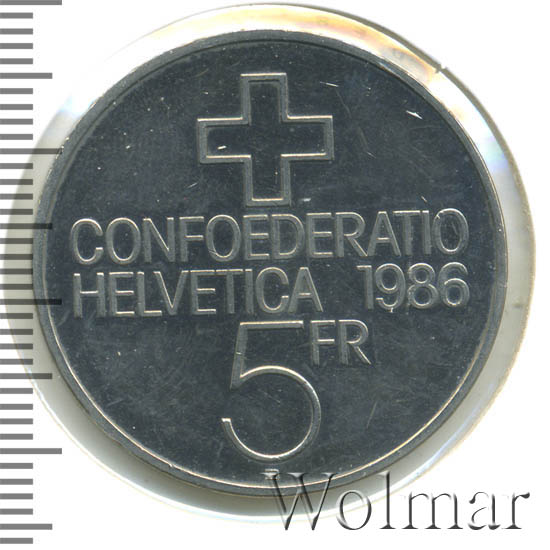 CONFOEDERATIO
HELVETICA 1986
5 FR
Wolmar